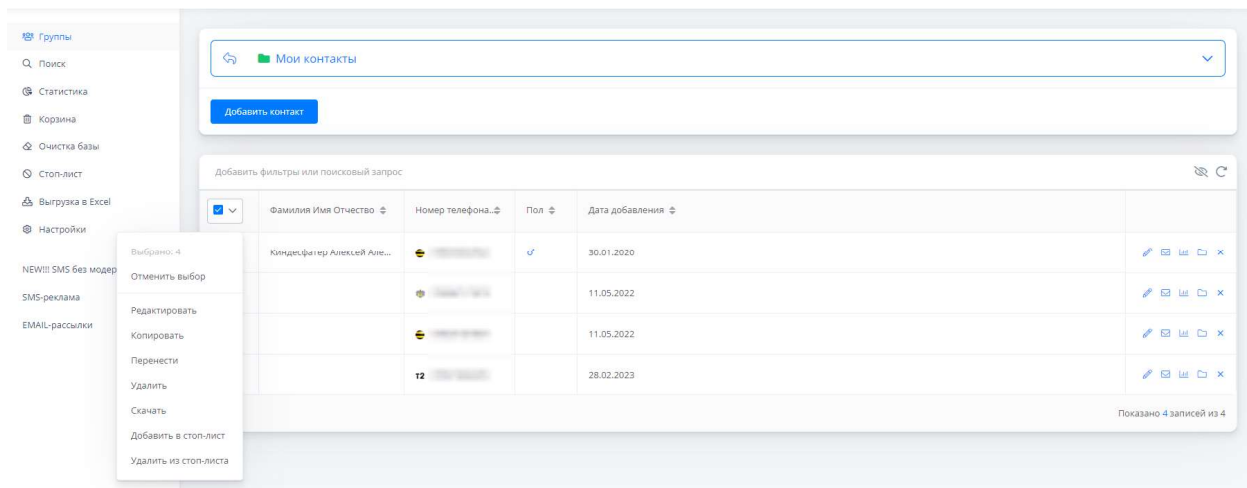 Группы
Поиск
Статистика
Корзина
Очистка базы
Стоп-лист
Выгрузка в Excel
Настройки
NEW!!! SMS без модер
SMS-реклама
EMAIL-рассылки
Мои контакты
Добавить контакт
Добавить фильтры или поисковый запрос
Фамилия Имя Отчество Номер телефона.. Пол Дата добавления
Киндесфатер Алексей Але... 30.01.2020
11.05.2022
11.05.2022
T2 28.02.2023
Показано 4 записей из 4
Выбрано: 4
Отменить выбор
Редактировать
Копировать
Перенести
Удалить
Скачать
Добавить в стоп-лист
Удалить из стоп-листа